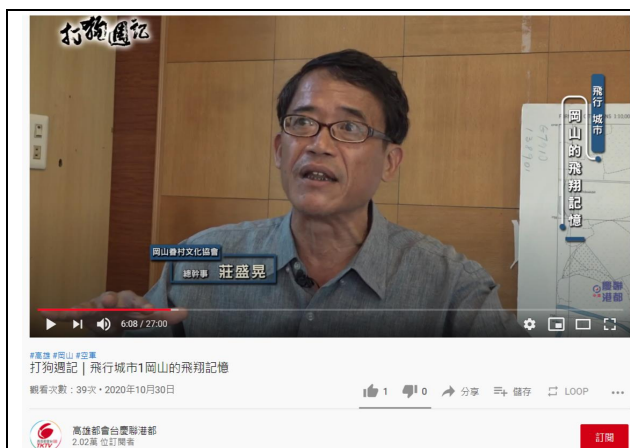 打狗週記
飛行 城市
岡山的飛翔記憶
岡山眷村文化協會
總幹事 莊盛晃
慶聯
港都
6:08 / 27:00
#高雄 #岡山 #空軍
打狗週記 | 飛行城市1岡山的飛翔記憶
觀看次數：39次 • 2020年10月30日
1
0
分享
儲存
LOOP
高雄都會台慶聯港都
2.02萬 位訂閱者
訂閱